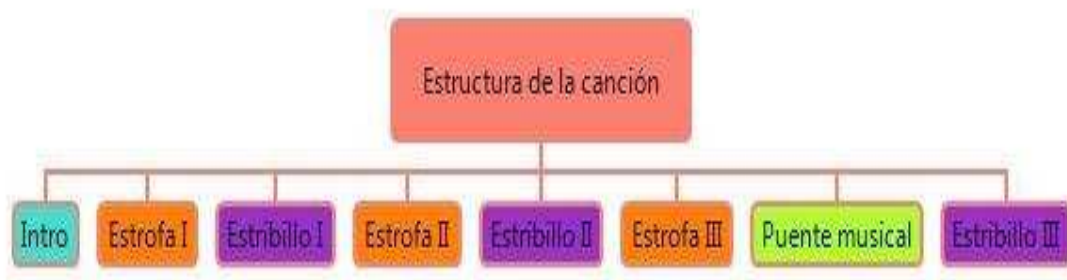 Estructura de la canción
Intro
Estrofa I
Estribillo I
Estrofa II
Estribillo II
Estrofa III
Puente musical
Estribillo III